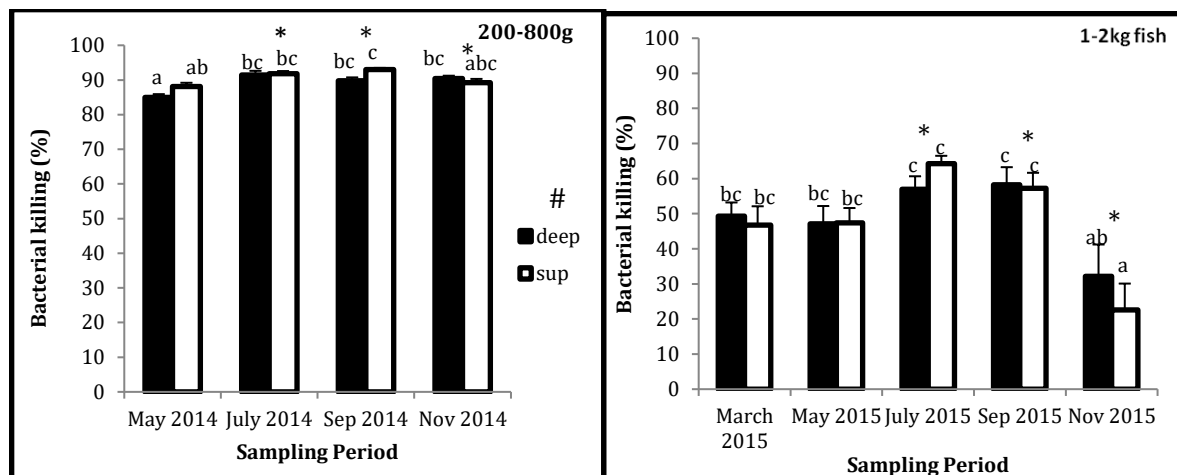 200-800g
Bacterial killing (%)
100
90
80
70
60
50
40
30
20
10
0
a ab bc bc * bc c * bc abc *
#
deep
sup
May 2014 July 2014 Sep 2014 Nov 2014
Sampling Period
1-2kg fish
Bacterial killing (%)
100
90
80
70
60
50
40
30
20
10
0
bc bc bc bc c c * c c * ab a *
March 2015 May 2015 July 2015 Sep 2015 Nov 2015
Sampling Period